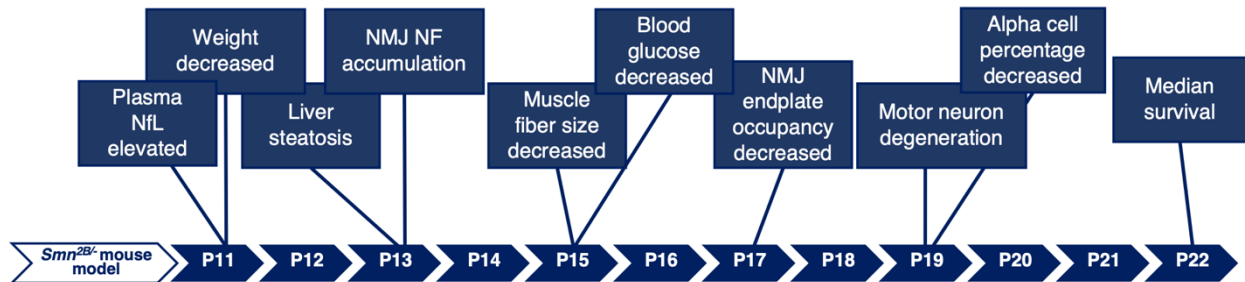 Plasma
NfL
elevated
Weight
decreased
Liver
steatosis
NMJ NF
accumulation
Muscle
fiber size
decreased
Blood
glucose
decreased
NMJ
endplate
occupancy
decreased
Motor neuron
degeneration
Alpha cell
percentage
decreased
Median
survival
Smn2B/- mouse
model
P11
P12
P13
P14
P15
P16
P17
P18
P19
P20
P21
P22